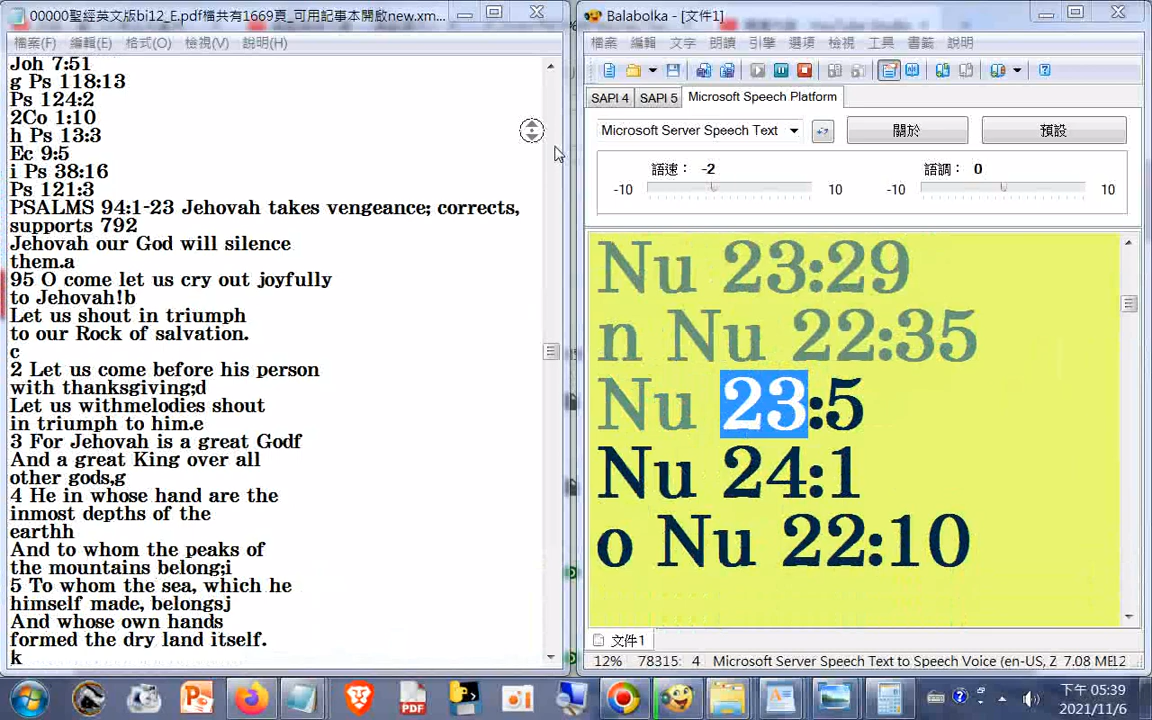 00000聖經英文版bi12_E.pdf檔共有1669頁_可用記事本開啟new.xm...
檔案(F) 編輯(E) 格式(O) 檢視(V) 說明(H)
Joh 7:51
g Ps 118:13
Ps 124:2
2Co 1:10
h Ps 13:3
Ec 9:5
i Ps 38:16
Ps 121:3
PSALMS 94:1-23 Jehovah takes vengeance; corrects,
supports 792
Jehovah our God will silence
them.a
95 O come let us cry out joyfully
to Jehovah!b
Let us shout in triumph
to our Rock of salvation.
c
2 Let us come before his person
with thanksgiving;d
Let us withmelodies shout
in triumph to him.e
3 For Jehovah is a great Godf
And a great King over all
other gods,g
4 He in whose hand are the
inmost depths of the
earthh
And to whom the peaks of
the mountains belong;i
5 To whom the sea, which he
himself made, belongsj
And whose own hands
formed the dry land itself.
k
Balabolka - [文件1]
檔案 編輯 文字 朗讀 引擎 選項 檢視 工具 書籤 說明
SAPI 4 SAPI 5 Microsoft Speech Platform
Microsoft Server Speech Text 關於 預設
語速： -2 語調： 0
-10 10 -10 10
Nu 23:29
n Nu 22:35
Nu 23:5
Nu 24:1
o Nu 22:10
文件1
12% 78315: 4 Microsoft Server Speech Text to Speech Voice (en-US, Z 7.08 ME12
PDF
下午 05:39
2021/11/6